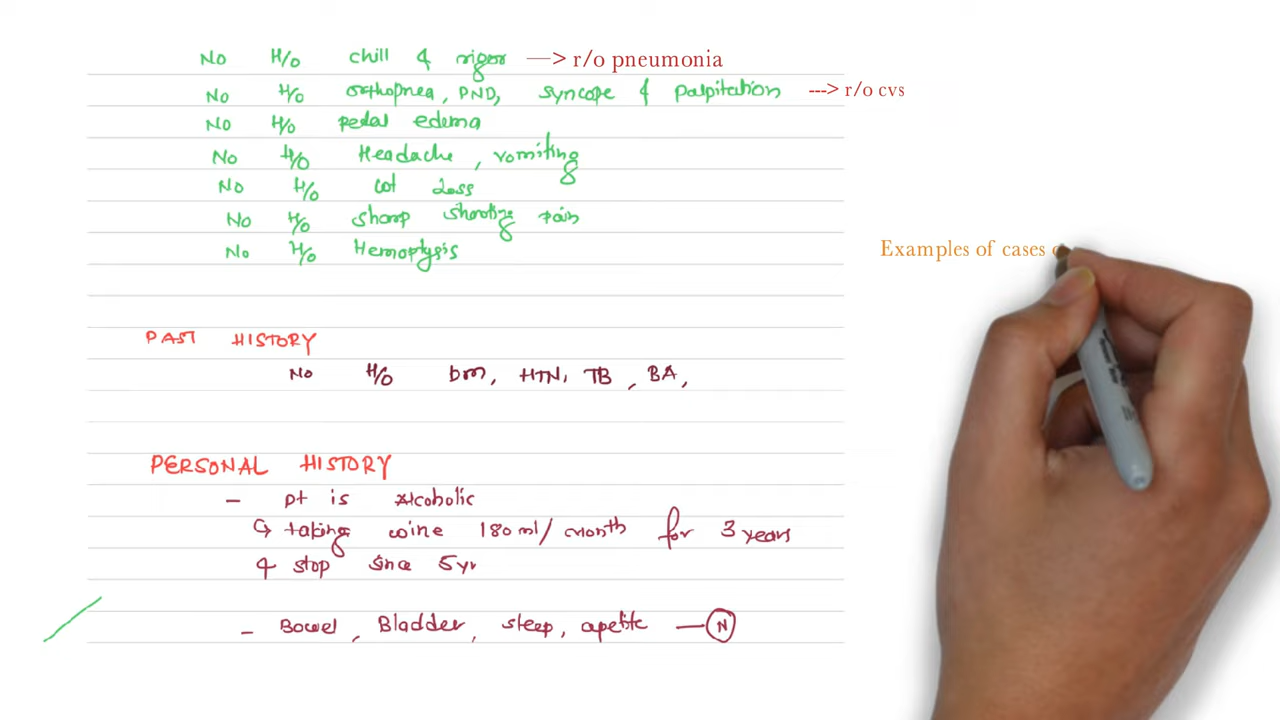 No H/o chill & rigor —> r/o pneumonia
No H/o orthopnea, PND, syncope & palpitation ---> r/o cvs
No H/o pedal edema
No H/o Headache, vomiting
No H/o wt loss
No H/o sharp shooting pain
No H/o Hemoptysis
Examples of cases
PAST HISTORY
No H/o DM, HTN, TB, BA,
PERSONAL HISTORY
- pt is alcoholic
↳ taking wine 180ml/month for 3 years
& stop since 5yr
- Bowel, Bladder, sleep, apetite — N